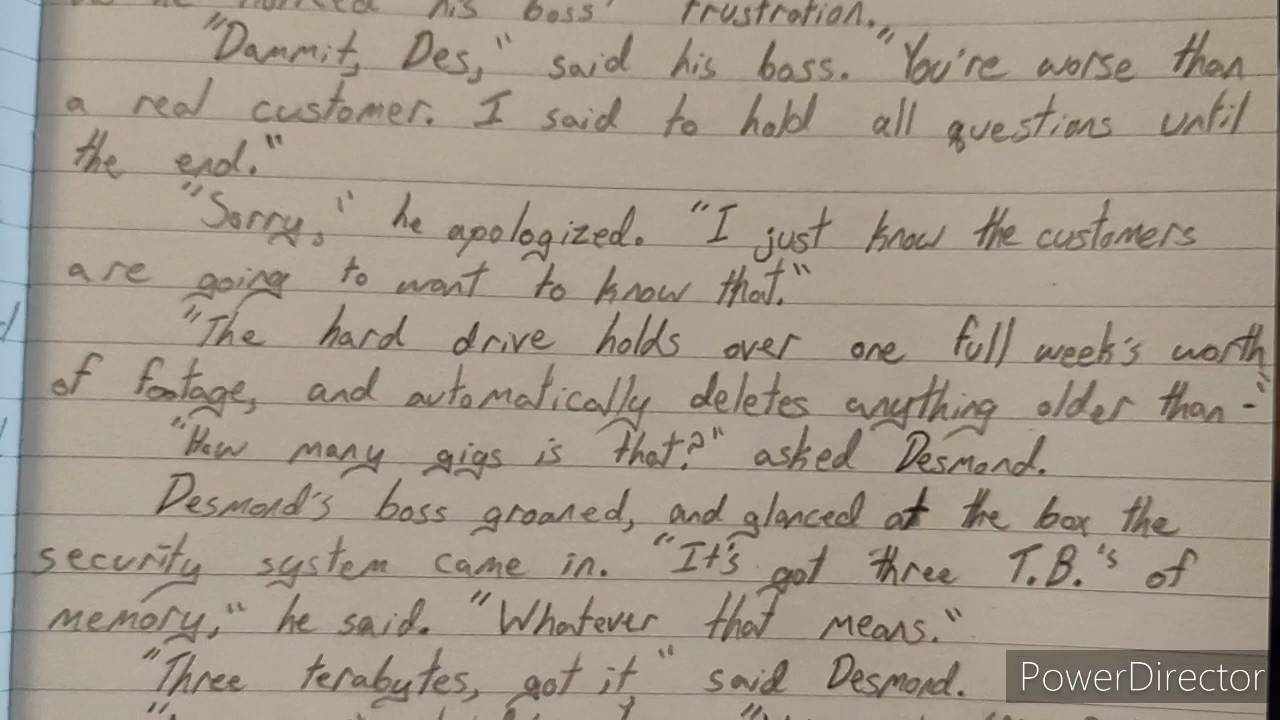 his boss' frustration.
"Dammit, Des," said his boss. "You're worse than
a real customer. I said to hold all questions until
the end."
"Sorry," he apologized. "I just know the customers
are going to want to know that."
"The hard drive holds over one full week's worth
of footage, and automatically deletes anything older than-"
"How many gigs is that?" asked Desmond.
Desmond's boss groaned, and glanced at the box the
security system came in. "It's got three T.B.'s of
memory," he said. "Whatever that means."
"Three terabytes, got it," said Desmond.
PowerDirector